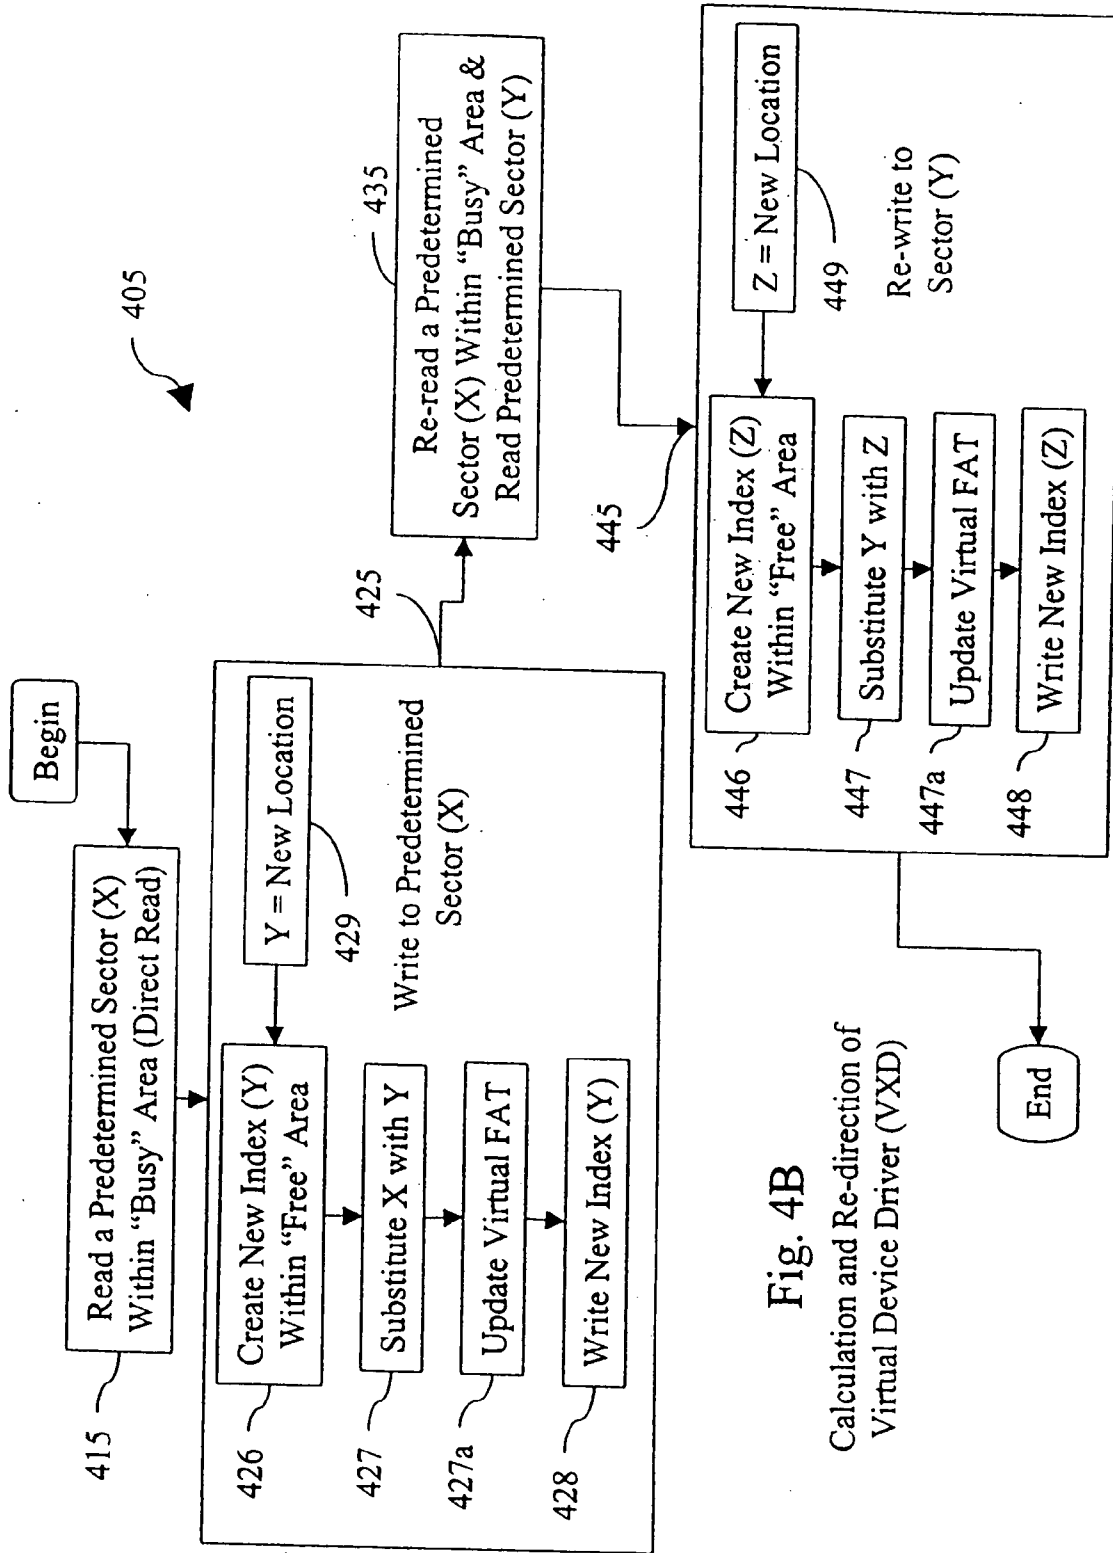 Begin
405
415
Read a Predetermined Sector (X)
Within “Busy” Area (Direct Read)
425
435
Re-read a Predetermined
Sector (X) Within “Busy” Area &
Read Predetermined Sector (Y)
426
Create New Index (Y)
Within “Free” Area
Y = New Location
429
427
Substitute X with Y
427a
Update Virtual FAT
428
Write New Index (Y)
Write to Predetermined
Sector (X)
445
446
Create New Index (Z)
Within “Free” Area
Z = New Location
449
447
Substitute Y with Z
447a
Update Virtual FAT
448
Write New Index (Z)
Re-write to
Sector (Y)
End
Fig. 4B
Calculation and Re-direction of
Virtual Device Driver (VXD)